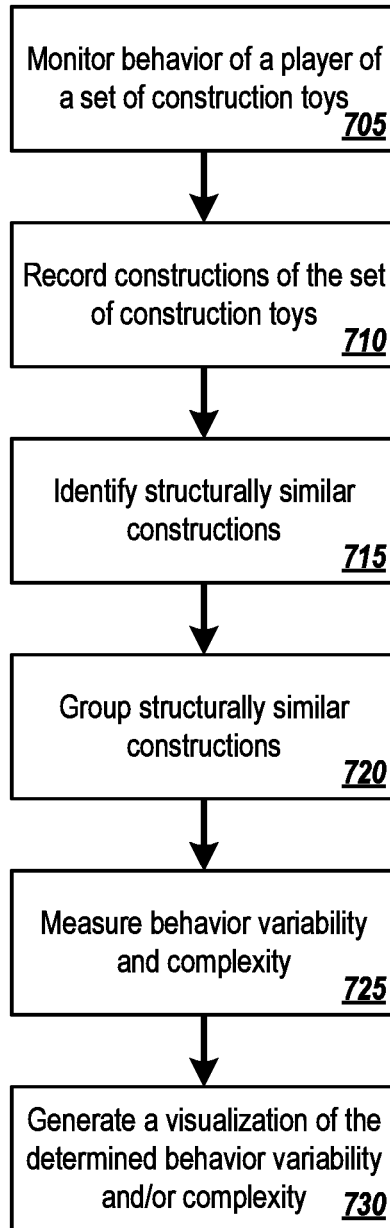 Monitor behavior of a player of
a set of construction toys
705
Record constructions of the set
of construction toys
710
Identify structurally similar
constructions
715
Group structurally similar
constructions
720
Measure behavior variability
and complexity
725
Generate a visualization of the
determined behavior variability
and/or complexity 730